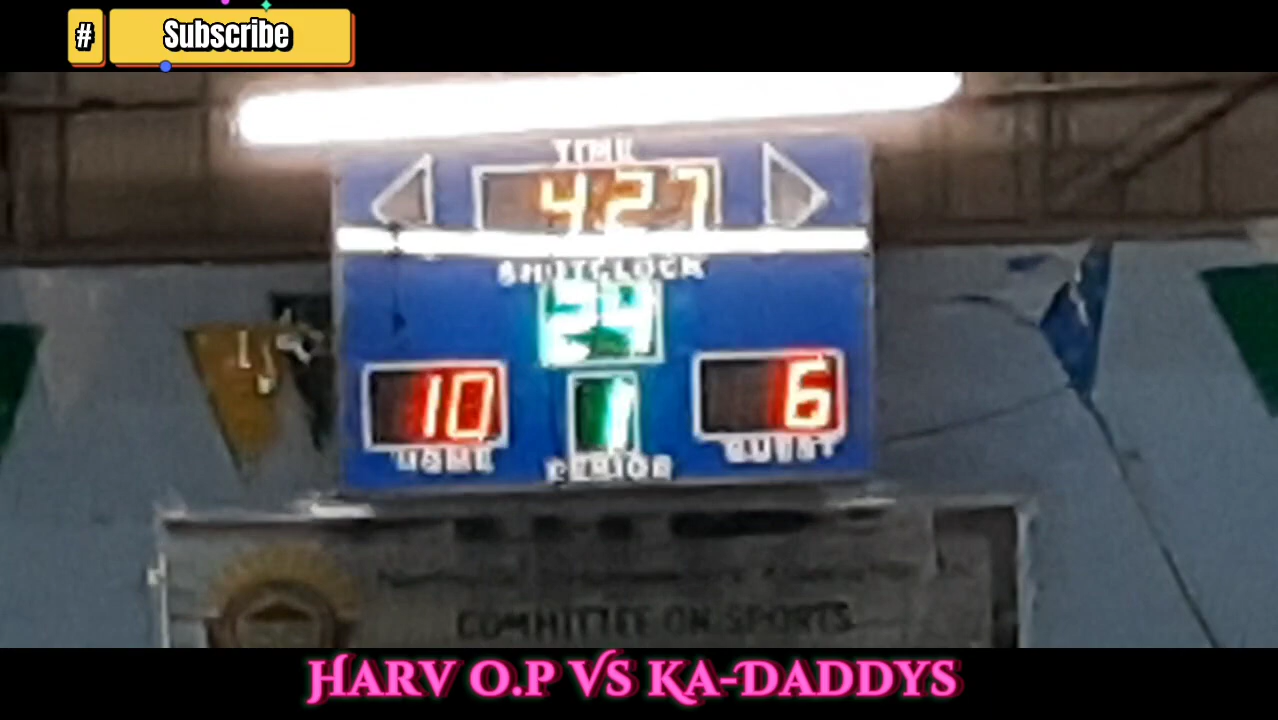 # Subscribe
TIME
4:27
SHOTCLOCK
24
10 1 6
HOME PERIOD GUEST
COMMITTEE ON SPORTS
HARV O.P VS KA-DADDYS